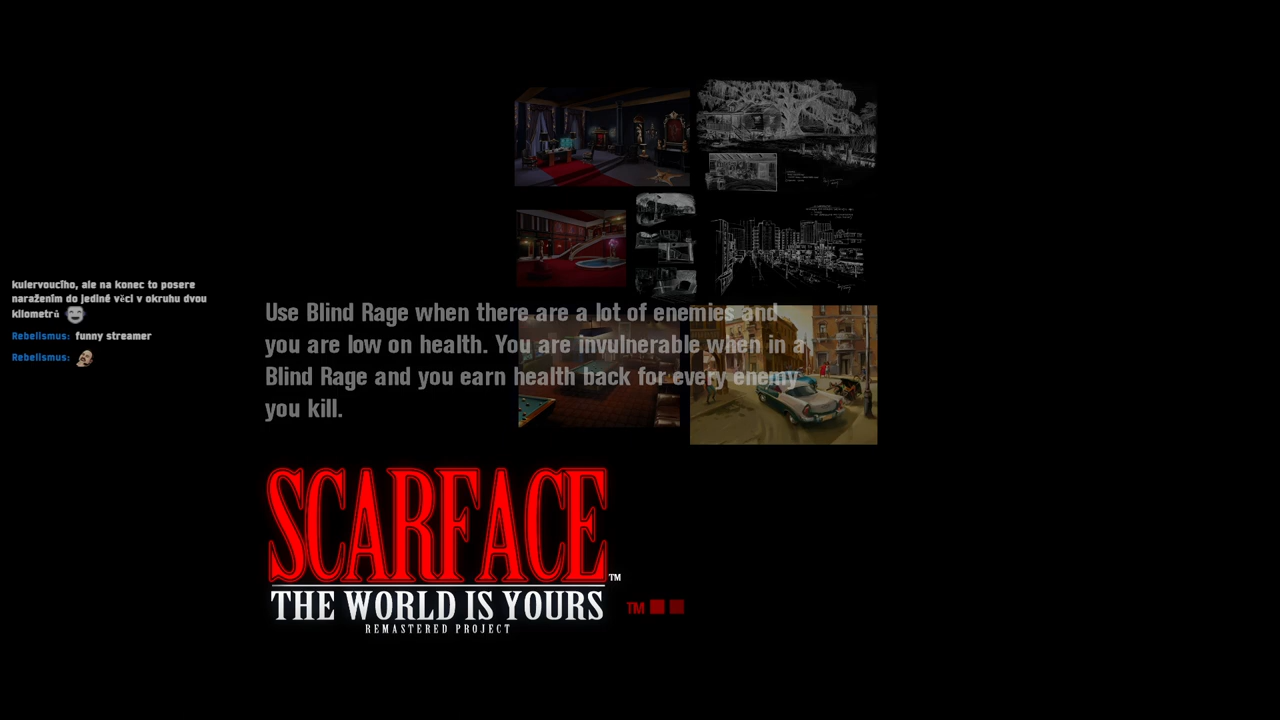 kulervoucího, ale na konec to posere
naražením do jediné věci v okruhu dvou
kilometrů
Rebelismus: funny streamer
Rebelismus:
Use Blind Rage when there are a lot of enemies and
you are low on health. You are invulnerable when in a
Blind Rage and you earn health back for every enemy
you kill.
SCARFACE™
THE WORLD IS YOURS
REMASTERED PROJECT
TM